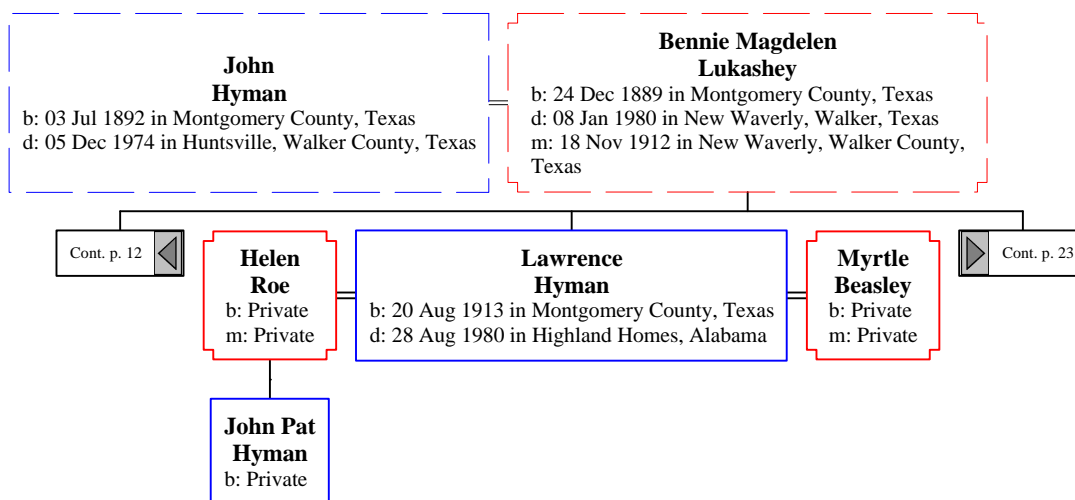 John
Hyman
b: 03 Jul 1892 in Montgomery County, Texas
d: 05 Dec 1974 in Huntsville, Walker County, Texas
Bennie Magdelen
Lukashey
b: 24 Dec 1889 in Montgomery County, Texas
d: 08 Jan 1980 in New Waverly, Walker, Texas
m: 18 Nov 1912 in New Waverly, Walker County,
Texas
Cont. p. 12
Helen
Roe
b: Private
m: Private
Lawrence
Hyman
b: 20 Aug 1913 in Montgomery County, Texas
d: 28 Aug 1980 in Highland Homes, Alabama
Myrtle
Beasley
b: Private
m: Private
Cont. p. 23
John Pat
Hyman
b: Private